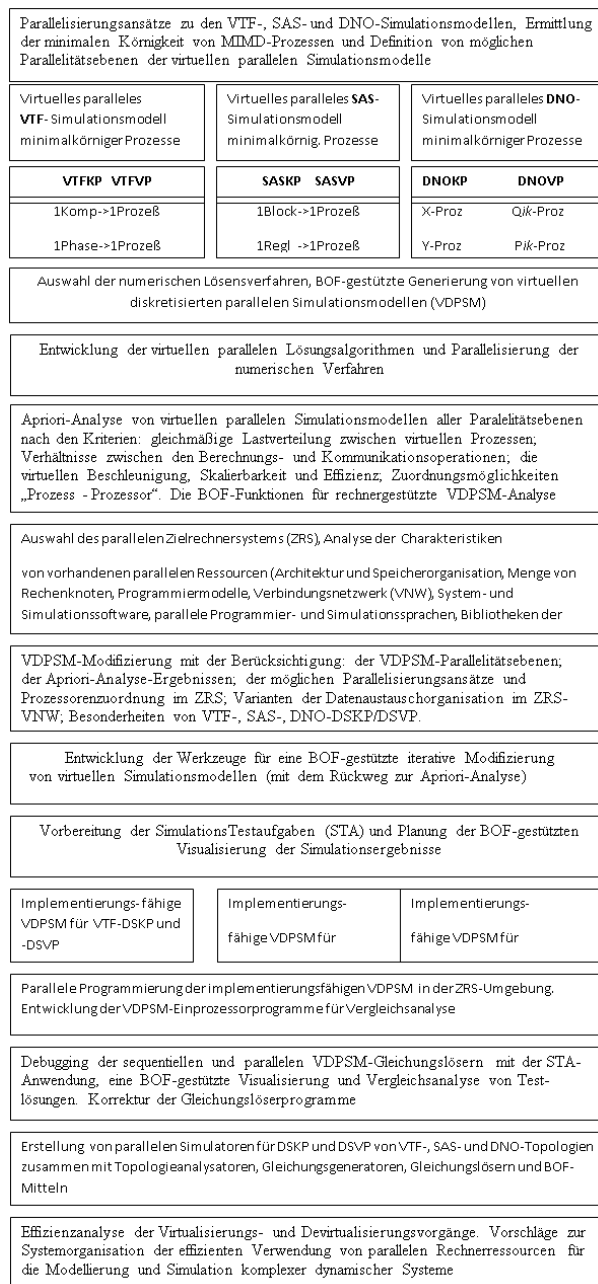 Parallelisierungsansätze zu den VTF-, SAS- und DNO-Simulationsmodellen, Ermittlung
der minimalen Körnigkeit von MIMD-Prozessen und Definition von möglichen
Parallelitätsebenen der virtuellen parallelen Simulationsmodelle
Virtuelles paralleles
VTF- Simulationsmodell
minimalkörniger Prozesse
Virtuelles paralleles SAS-
Simulationsmodell
minimalkörnig. Prozesse
Virtuelles paralleles DNO-
Simulationsmodell
minimalkörniger Prozesse
VTFKP VTFVP
1Komp->1Prozeß
1Phase->1Prozeß
SASKP SASVP
1Block->1Prozeß
1Regl ->1Prozeß
DNOKP DNOVP
X-Proz Qik-Proz
Y-Proz Pik-Proz
Auswahl der numerischen Lösensverfahren, BOF-gestützte Generierung von virtuellen
diskretisierten parallelen Simulationsmodellen (VDPSM)
Entwicklung der virtuellen parallelen Lösungsalgorithmen und Parallelisierung der
numerischen Verfahren
Apriori-Analyse von virtuellen parallelen Simulationsmodellen aller Paralelitätsebenen
nach den Kriterien: gleichmäßige Lastverteilung zwischen virtuellen Prozessen;
Verhältnisse zwischen den Berechnungs- und Kommunikationsoperationen; die
virtuellen Beschleunigung, Skalierbarkeit und Effizienz; Zuordnungsmöglichkeiten
„Prozess - Prozessor“. Die BOF-Funktionen für rechnergestützte VDPSM-Analyse
Auswahl des parallelen Zielrechnersystems (ZRS), Analyse der Charakteristiken
von vorhandenen parallelen Ressourcen (Architektur und Speicherorganisation, Menge von
Rechenknoten, Programmiermodelle, Verbindungsnetzwerk (VNW), System- und
Simulationssoftware, parallele Programmier- und Simulationssprachen, Bibliotheken der
VDPSM-Modifizierung mit der Berücksichtigung: der VDPSM-Parallelitätsebenen;
der Apriori-Analyse-Ergebnissen; der möglichen Parallelisierungsansätze und
Prozessorenzuordnung im ZRS; Varianten der Datenaustauschorganisation im ZRS-
VNW; Besonderheiten von VTF-, SAS-, DNO-DSKP/DSVP.
Entwicklung der Werkzeuge für eine BOF-gestützte iterative Modifizierung
von virtuellen Simulationsmodellen (mit dem Rückweg zur Apriori-Analyse)
Vorbereitung der SimulationsTestaufgaben (STA) und Planung der BOF-gestützten
Visualisierung der Simulationsergebnisse
Implementierungs- fähige
VDPSM für VTF-DSKP und
-DSVP
Implementierungs-
fähige VDPSM für
Implementierungs-
fähige VDPSM für
Parallele Programmierung der implementierungsfähigen VDPSM in der ZRS-Umgebung.
Entwicklung der VDPSM-Einprozessorprogramme für Vergleichsanalyse
Debugging der sequentiellen und parallelen VDPSM-Gleichungslösern mit der STA-
Anwendung, eine BOF-gestützte Visualisierung und Vergleichsanalyse von Test-
lösungen. Korrektur der Gleichungslöserprogramme
Erstellung von parallelen Simulatoren für DSKP und DSVP von VTF-, SAS- und DNO-Topologien
zusammen mit Topologieanalysatoren, Gleichungsgeneratoren, Gleichungslösern und BOF-
Mitteln
Effizienzanalyse der Virtualisierungs- und Devirtualisierungsvorgänge. Vorschläge zur
Systemorganisation der effizienten Verwendung von parallelen Rechnerressourcen für
die Modellierung und Simulation komplexer dynamischer Systeme